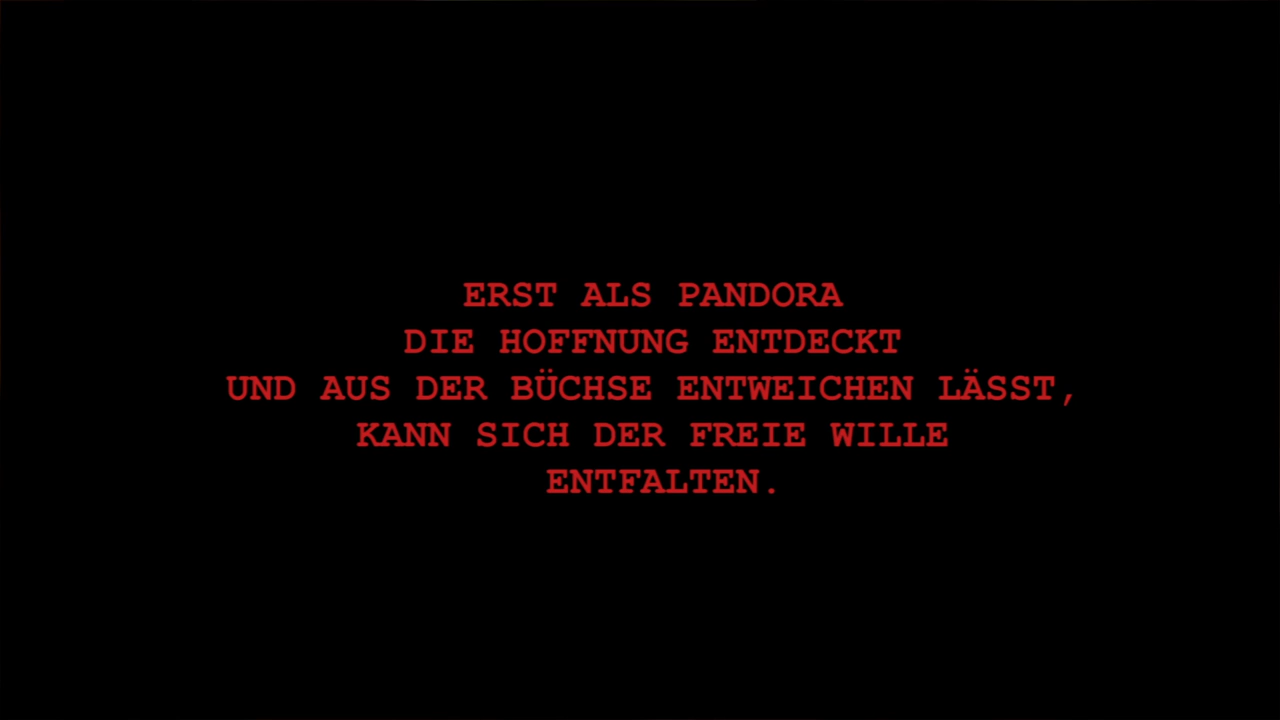 ERST ALS PANDORA
DIE HOFFNUNG ENTDECKT
UND AUS DER BÜCHSE ENTWEICHEN LÄSST,
KANN SICH DER FREIE WILLE
ENTFALTEN.